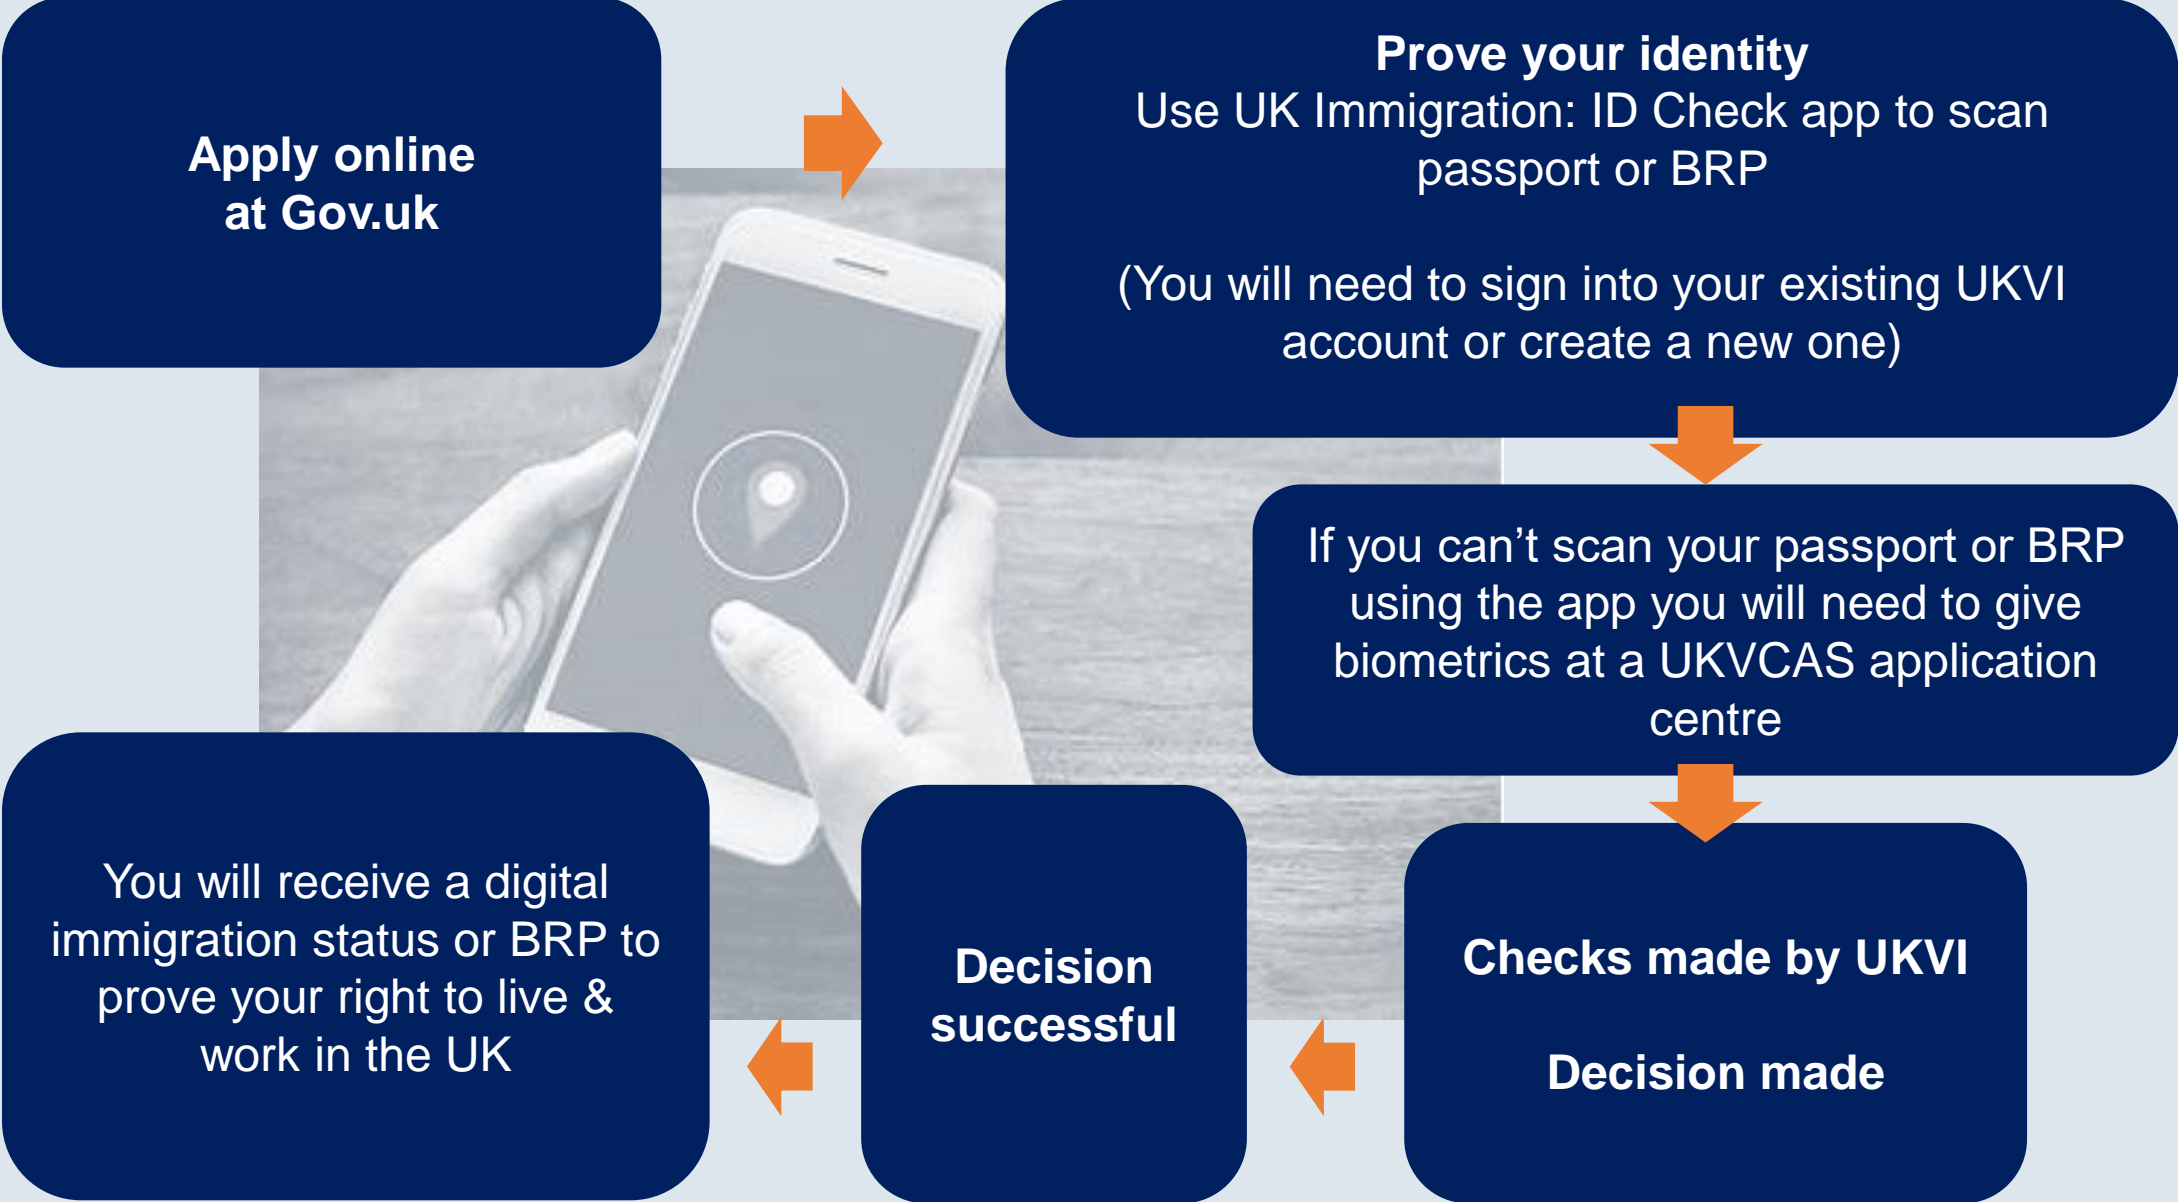 Apply online
at Gov.uk
Prove your identity
Use UK Immigration: ID Check app to scan
passport or BRP
(You will need to sign into your existing UKVI
account or create a new one)
If you can’t scan your passport or BRP
using the app you will need to give
biometrics at a UKVCAS application
centre
Checks made by UKVI
Decision made
Decision
successful
You will receive a digital
immigration status or BRP to
prove your right to live &
work in the UK